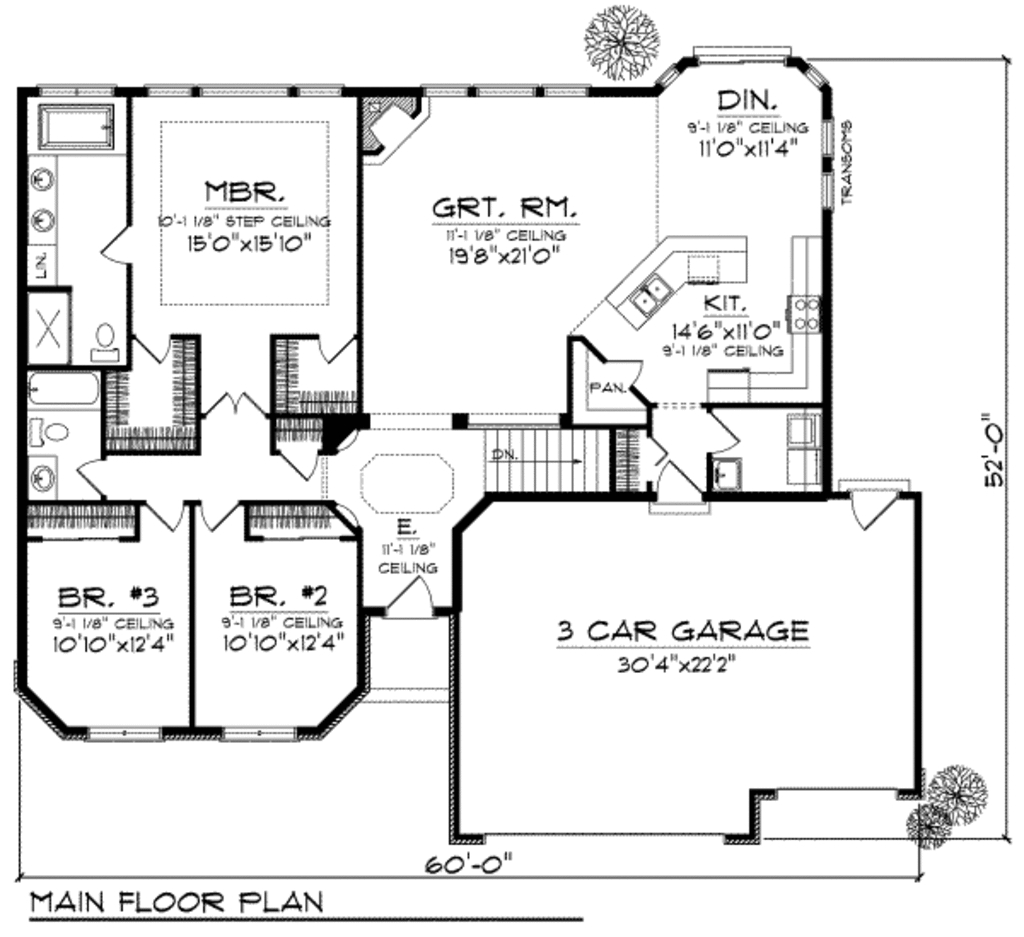 DIN.
9'-1 1/8" CEILING
11'0"x11'4"
TRANSOMS
MBR.
10'-1 1/8" STEP CEILING
15'0"x15'10"
GRT. RM.
11'-1 1/8" CEILING
19'8"x21'0"
LIN.
KIT.
14'6"x11'0"
9'-1 1/8" CEILING
PAN.
DN.
52'-0"
E.
11'-1 1/8"
CEILING
BR. #3
9'-1 1/8" CEILING
10'10"x12'4"
BR. #2
9'-1 1/8" CEILING
10'10"x12'4"
3 CAR GARAGE
30'4"x22'2"
60'-0"
MAIN FLOOR PLAN